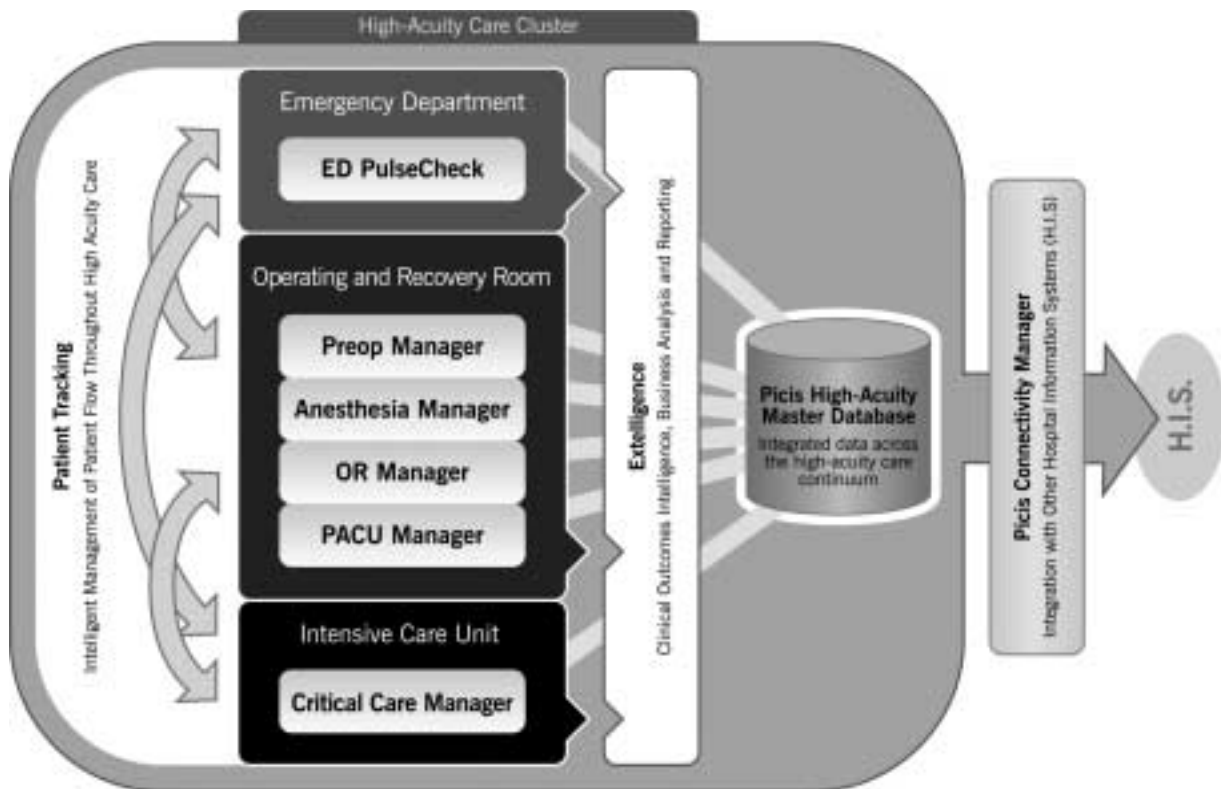 High-Acuity Care Cluster
Patient Tracking
Intelligent Management of Patient Flow Throughout High Acuity Care
Emergency Department
ED PulseCheck
Operating and Recovery Room
Preop Manager
Anesthesia Manager
OR Manager
PACU Manager
Intensive Care Unit
Critical Care Manager
Extelligence
Clinical Outcomes Intelligence, Business Analysis and Reporting
Picis High-Acuity
Master Database
Integrated data across
the high-acuity care
continuum
Picis Connectivity Manager
Integration with Other Hospital Information Systems (H.I.S)
H.I.S.